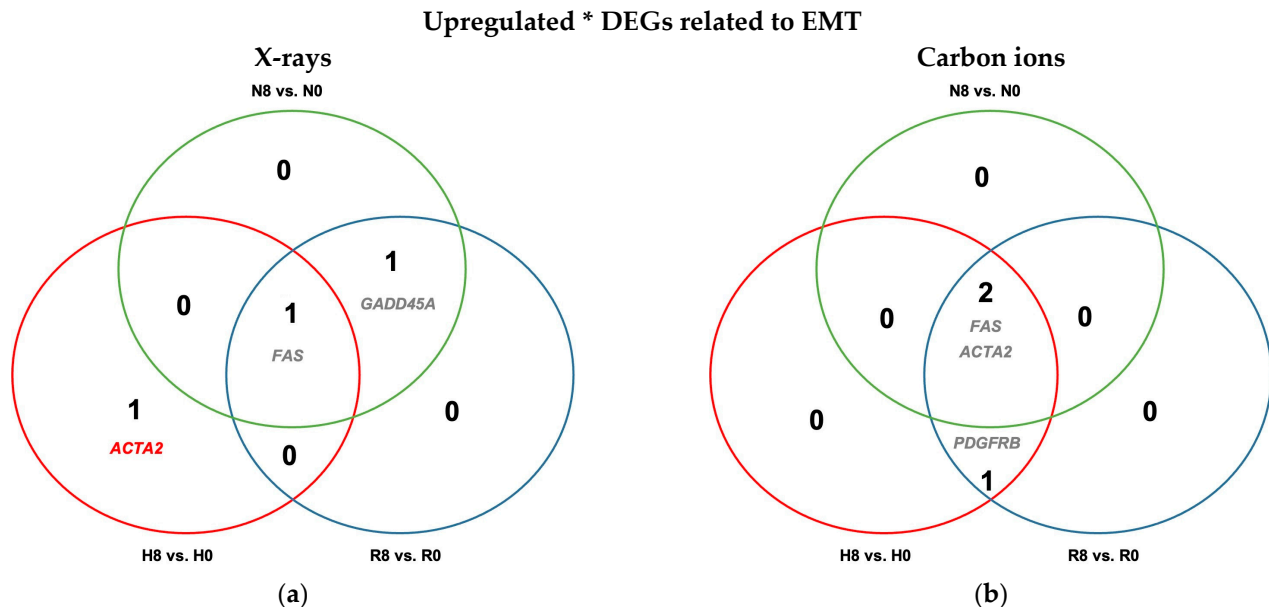 Upregulated * DEGs related to EMT
X-rays
N8 vs. N0
0
1
GADD45A
0
1
FAS
1
ACTA2
0
0
H8 vs. H0
R8 vs. R0
(a)
Carbon ions
N8 vs. N0
0
2
FAS
ACTA2
0
0
0
0
PDGFRB
1
H8 vs. H0
R8 vs. R0
(b)